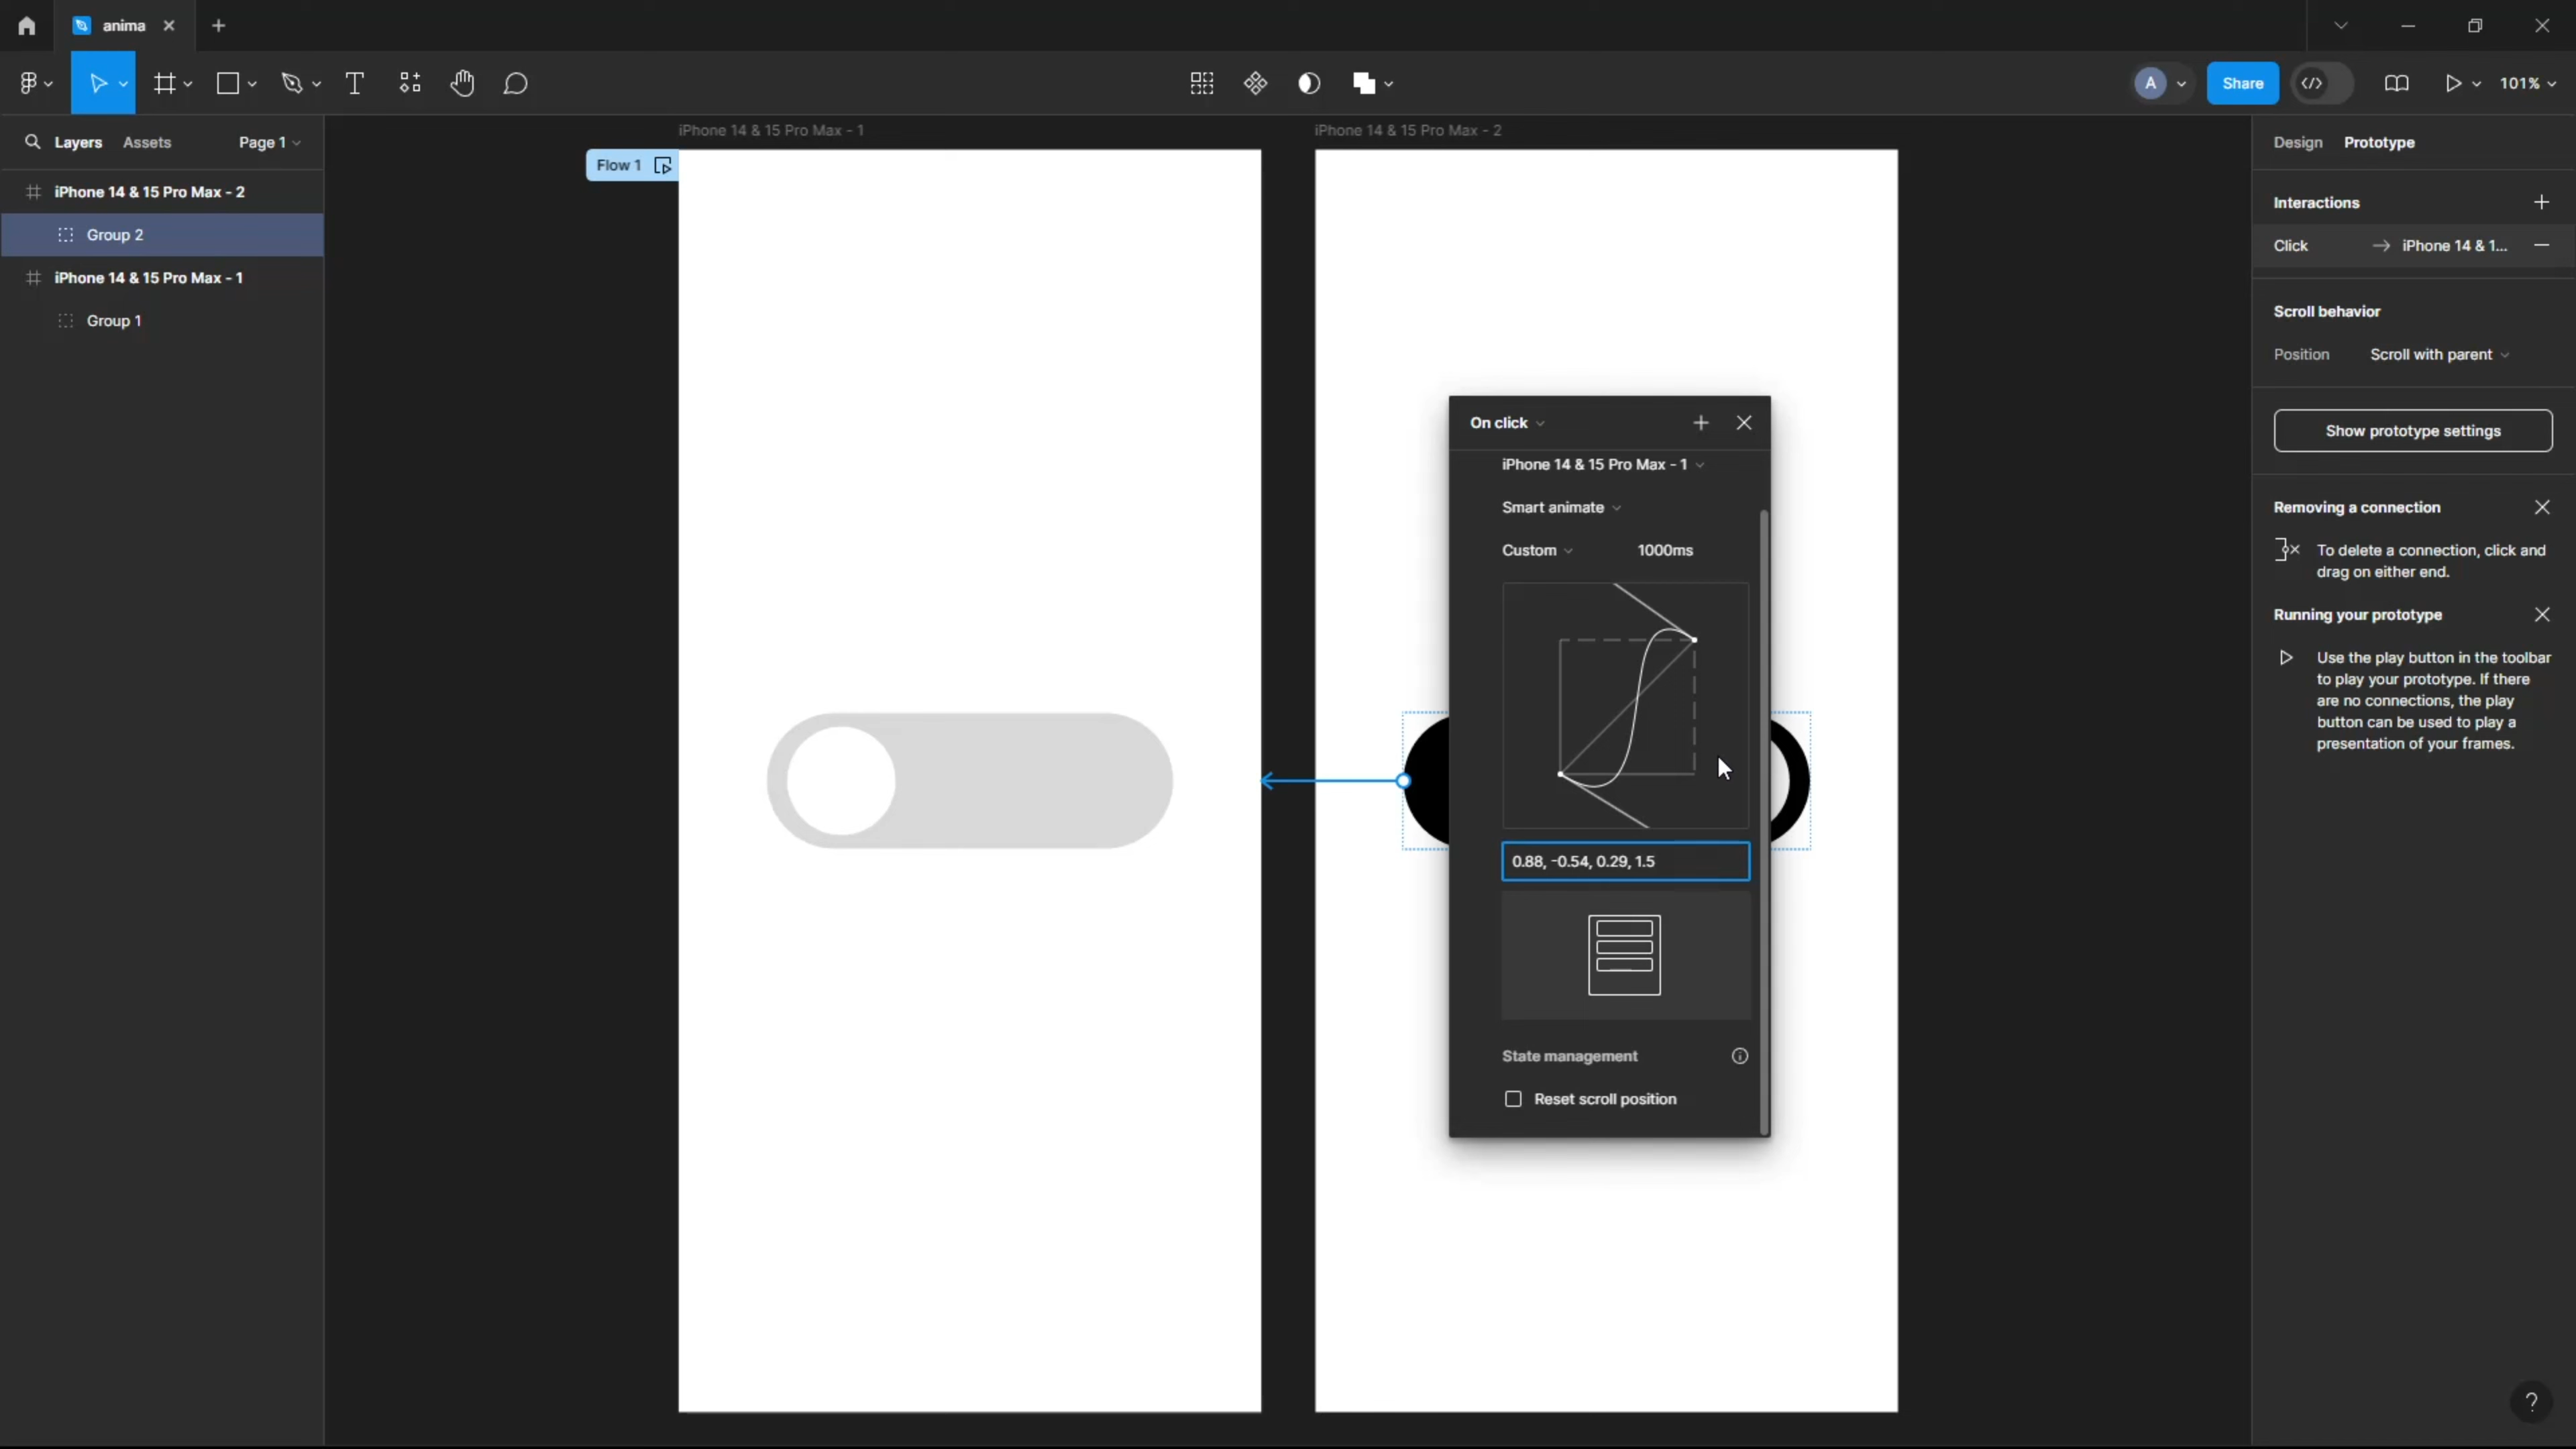 anima
A
Share
101%
Layers
Assets
Page 1
iPhone 14 & 15 Pro Max - 2
Group 2
iPhone 14 & 15 Pro Max - 1
Group 1
iPhone 14 & 15 Pro Max - 1
Flow 1
iPhone 14 & 15 Pro Max - 2
On click
iPhone 14 & 15 Pro Max - 1
Smart animate
Custom
1000ms
0.88, -0.54, 0.29, 1.5
State management
Reset scroll position
Design
Prototype
Interactions
Click
iPhone 14 & 1...
Scroll behavior
Position
Scroll with parent
Show prototype settings
Removing a connection
To delete a connection, click and
drag on either end.
Running your prototype
Use the play button in the toolbar
to play your prototype. If there
are no connections, the play
button can be used to play a
presentation of your frames.
?